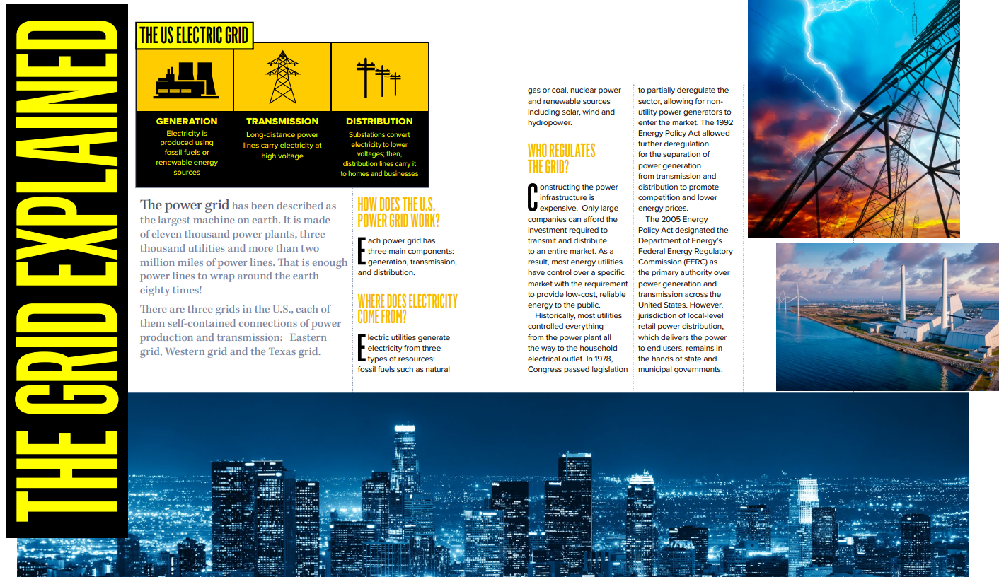 THE GRID EXPLAINED
THE US ELECTRIC GRID
GENERATION
Electricity is
produced using
fossil fuels or
renewable energy
sources
TRANSMISSION
Long-distance power
lines carry electricity at
high voltage
DISTRIBUTION
Substations convert
electricity to lower
voltages; then,
distribution lines carry it
to homes and businesses
The power grid has been described as
the largest machine on earth. It is made
of eleven thousand power plants, three
thousand utilities and more than two
million miles of power lines. That is enough
power lines to wrap around the earth
eighty times!
There are three grids in the U.S., each of
them self-contained connections of power
production and transmission: Eastern
grid, Western grid and the Texas grid.
HOW DOES THE U.S.
POWER GRID WORK?
Each power grid has
three main components:
generation, transmission,
and distribution.
WHERE DOES ELECTRICITY
COME FROM?
Electric utilities generate
electricity from three
types of resources:
fossil fuels such as natural
gas or coal, nuclear power
and renewable sources
including solar, wind and
hydropower.
WHO REGULATES
THE GRID?
Constructing the power
infrastructure is
expensive. Only large
companies can afford the
investment required to
transmit and distribute
to an entire market. As a
result, most energy utilities
have control over a specific
market with the requirement
to provide low-cost, reliable
energy to the public.
Historically, most utilities
controlled everything
from the power plant all
the way to the household
electrical outlet. In 1978,
Congress passed legislation
to partially deregulate the
sector, allowing for non-
utility power generators to
enter the market. The 1992
Energy Policy Act allowed
further deregulation
for the separation of
power generation
from transmission and
distribution to promote
competition and lower
energy prices.
The 2005 Energy
Policy Act designated the
Department of Energy's
Federal Energy Regulatory
Commission (FERC) as
the primary authority over
power generation and
transmission across the
United States. However,
jurisdiction of local-level
retail power distribution,
which delivers the power
to end users, remains in
the hands of state and
municipal governments.